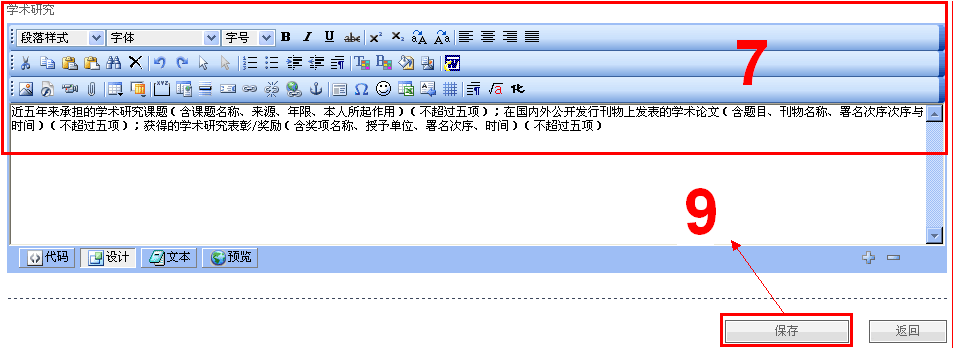 学术研究
段落样式 字体 字号 B I U abc x² x₂
7
近五年来承担的学术研究课题(含课题名称、来源、年限、本人所起作用)(不超过五项);在国内外公开发行刊物上发表的学术论文(含题目、刊物名称、署名次序次序与
时间)(不超过五项);获得的学术研究表彰/奖励(含奖项名称、授予单位、署名次序、时间)(不超过五项)
9
代码 设计 文本 预览
保存 返回